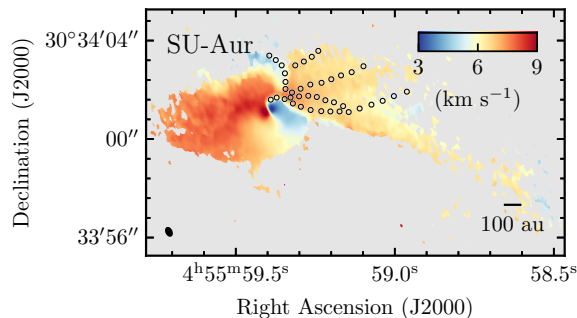 SU-Aur
3 6 9
(km s⁻¹)
100 au
30°34′04″
00″
33′56″
4ʰ55ᵐ59.5ˢ 59.0ˢ 58.5ˢ
Declination (J2000)
Right Ascension (J2000)